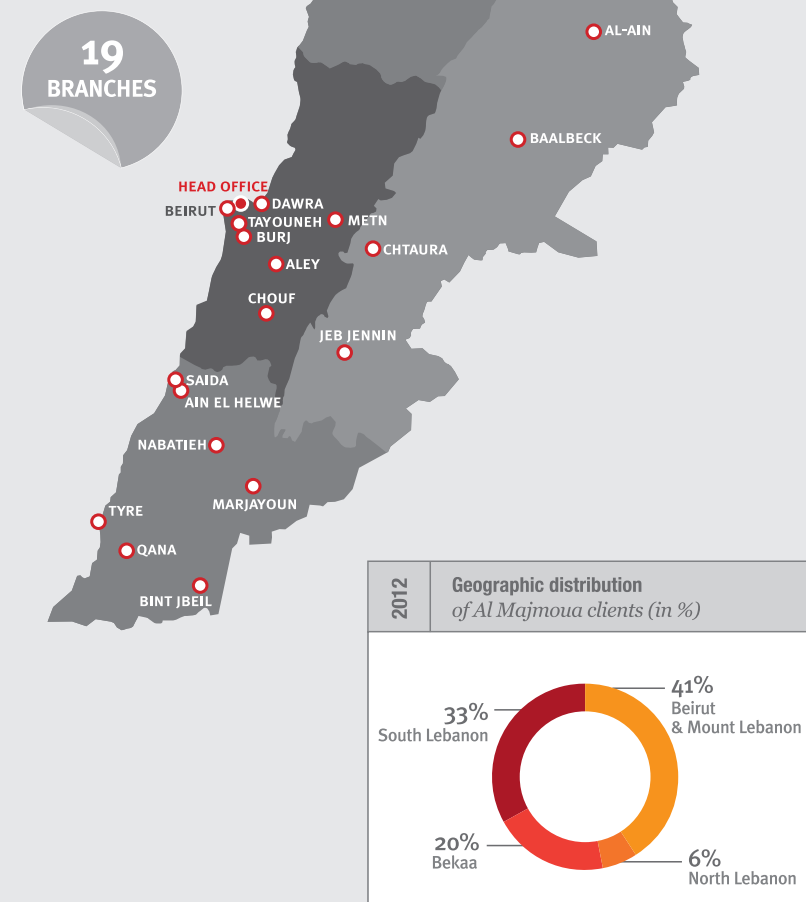 19
BRANCHES
AL-AIN
BAALBECK
HEAD OFFICE
BEIRUT
DAWRA
TAYOUNEH
METN
BURJ
CHTAURA
ALEY
CHOUF
JEB JENNIN
SAIDA
AIN EL HELWE
NABATIEH
MARJAYOUN
TYRE
QANA
BINT JBEIL
2012
Geographic distribution
of Al Majmoua clients (in %)
41%
Beirut
& Mount Lebanon
33%
South Lebanon
20%
Bekaa
6%
North Lebanon